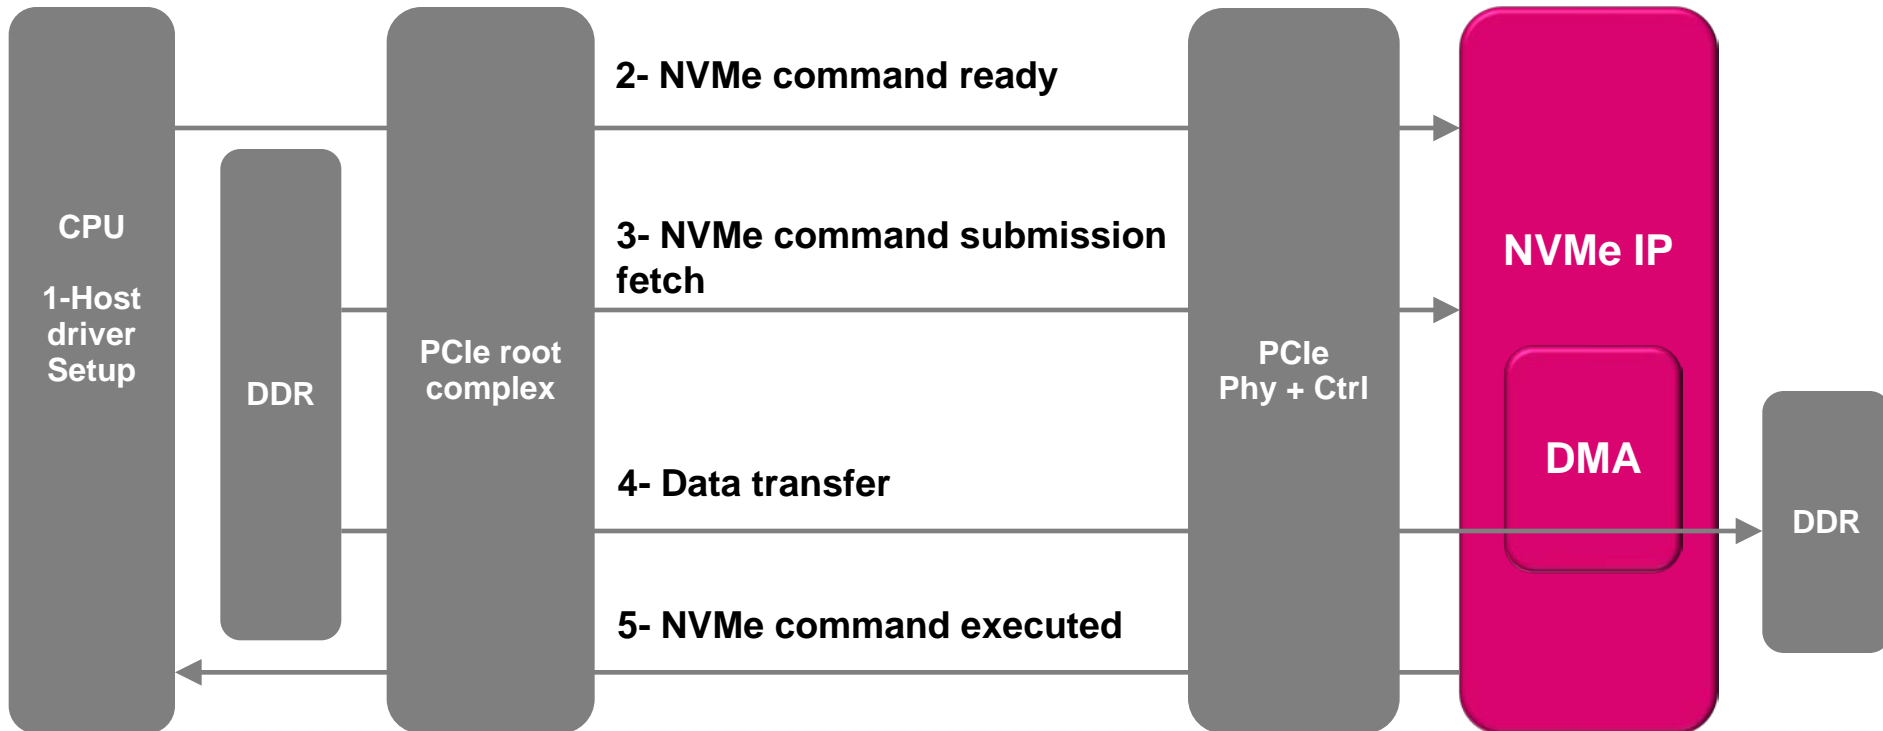 CPU
1-Host
driver
Setup
DDR
PCIe root
complex
2- NVMe command ready
3- NVMe command submission
fetch
4- Data transfer
5- NVMe command executed
PCIe
Phy + Ctrl
NVMe IP
DMA
DDR